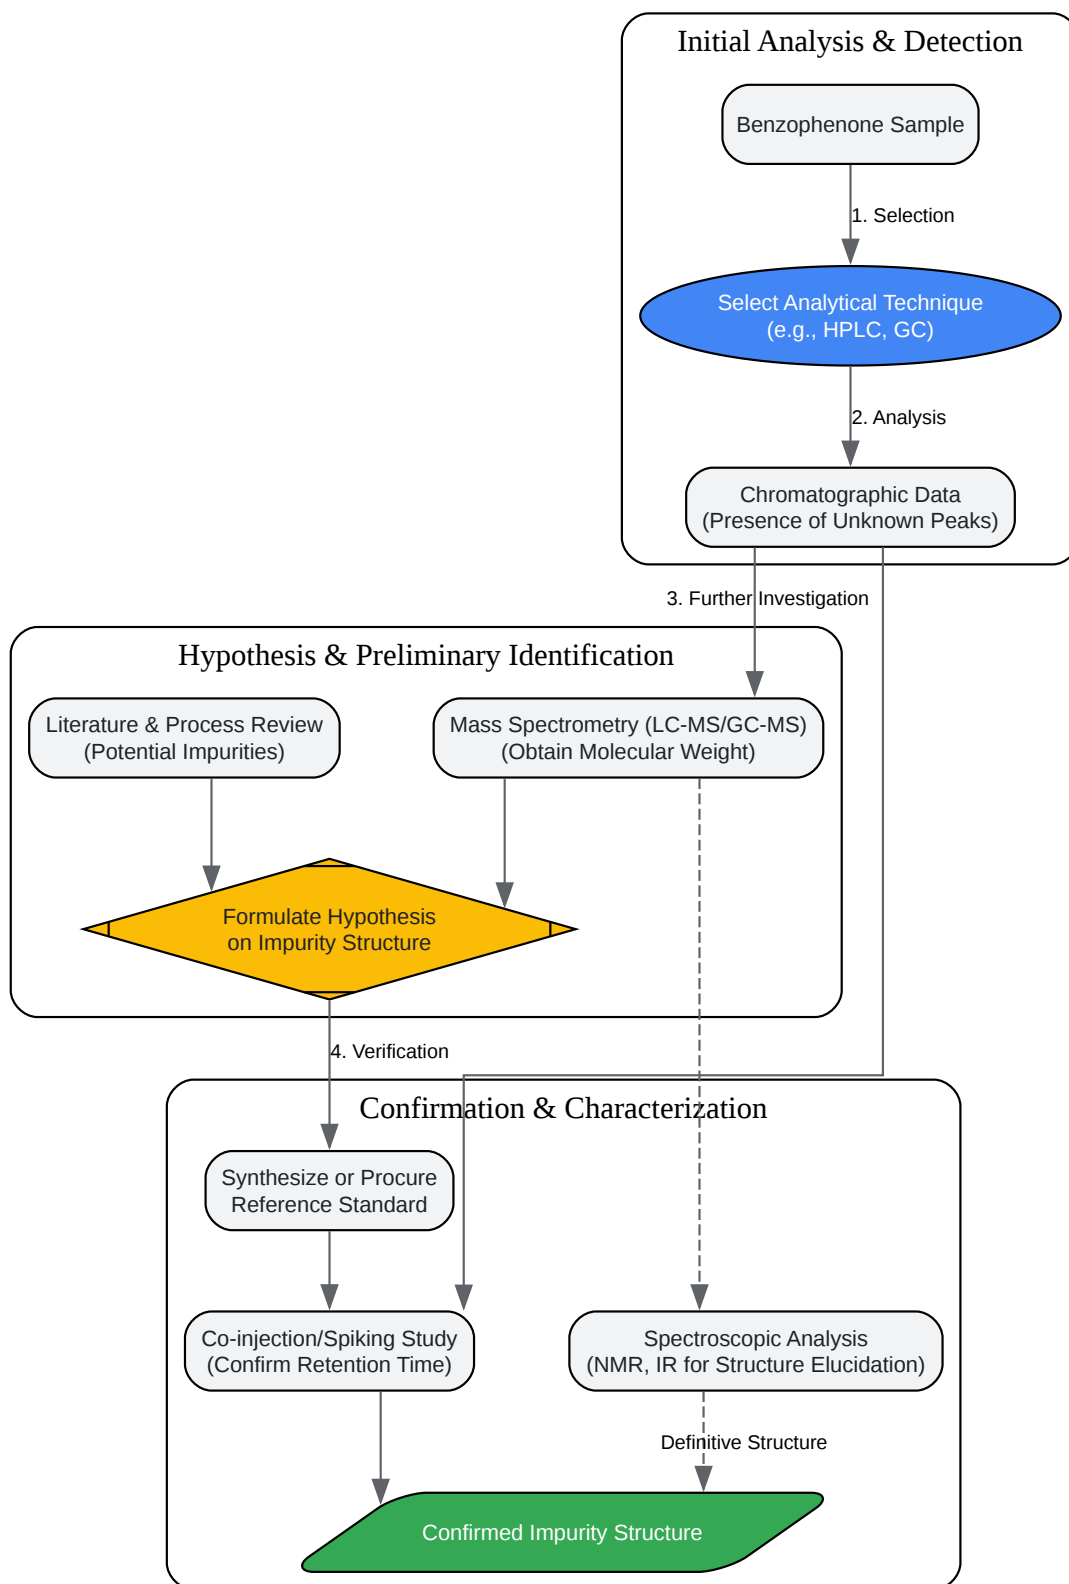 Initial Analysis & Detection
Benzophenone Sample
1. Selection
Select Analytical Technique
(e.g., HPLC, GC)
2. Analysis
Chromatographic Data
(Presence of Unknown Peaks)
3. Further Investigation
Hypothesis & Preliminary Identification
Literature & Process Review
(Potential Impurities)
Mass Spectrometry (LC-MS/GC-MS)
(Obtain Molecular Weight)
Formulate Hypothesis
on Impurity Structure
4. Verification
Confirmation & Characterization
Synthesize or Procure
Reference Standard
Co-injection/Spiking Study
(Confirm Retention Time)
Spectroscopic Analysis
(NMR, IR for Structure Elucidation)
Definitive Structure
Confirmed Impurity Structure